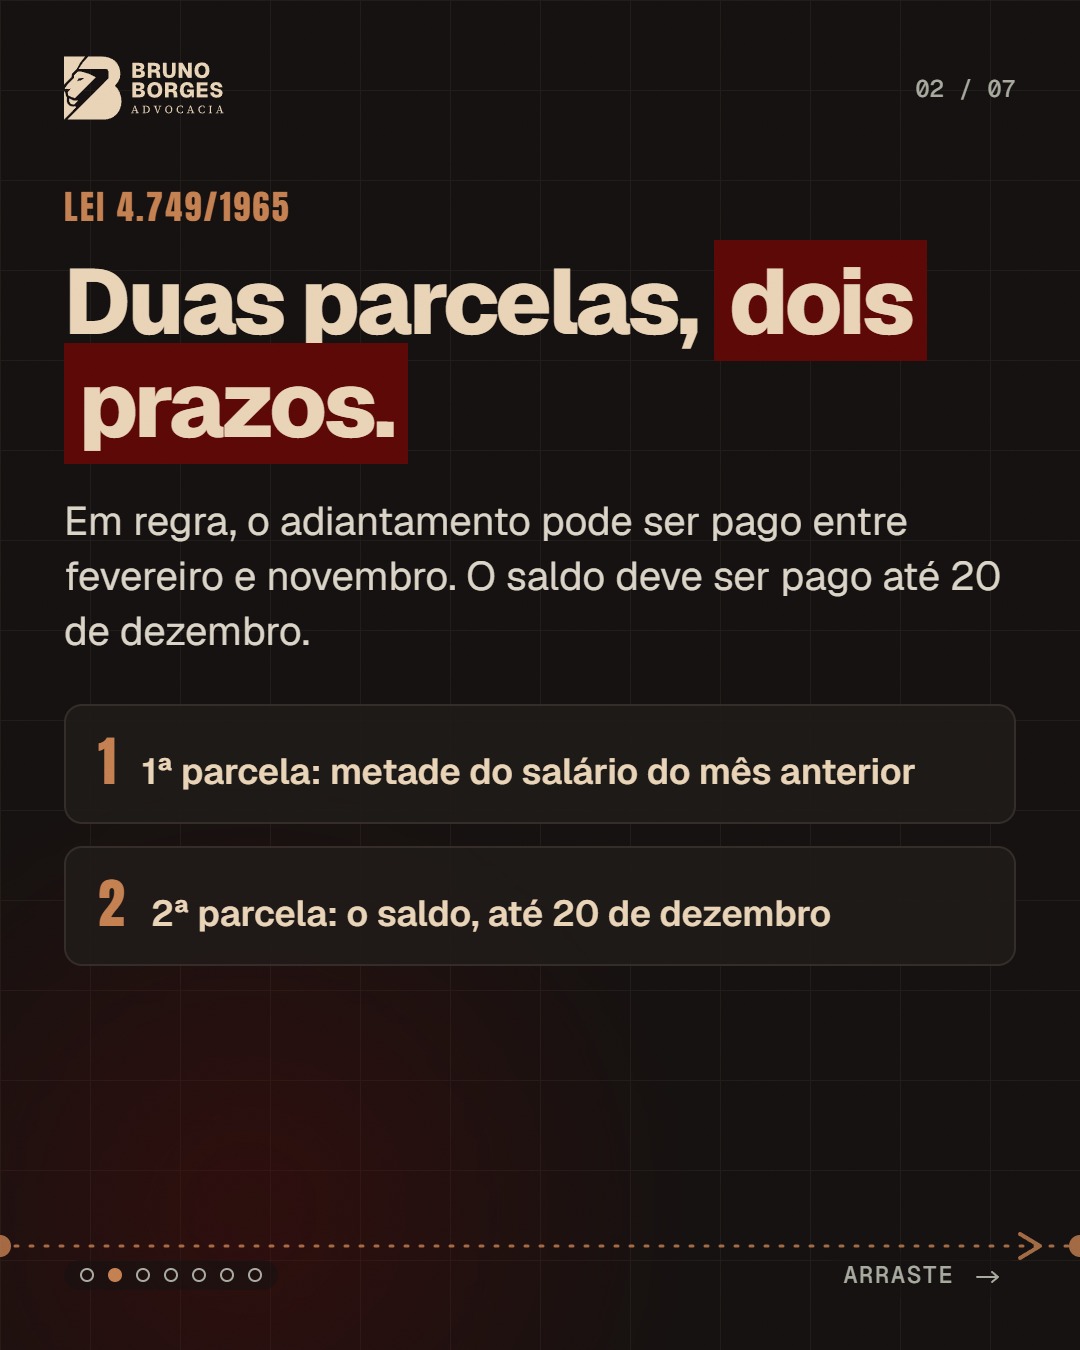 BRUNO
BORGES
ADVOCACIA
02 / 07
LEI 4.749/1965
Duas parcelas, dois
prazos.
Em regra, o adiantamento pode ser pago entre
fevereiro e novembro. O saldo deve ser pago até 20
de dezembro.
1 1ª parcela: metade do salário do mês anterior
2 2ª parcela: o saldo, até 20 de dezembro
ARRASTE →